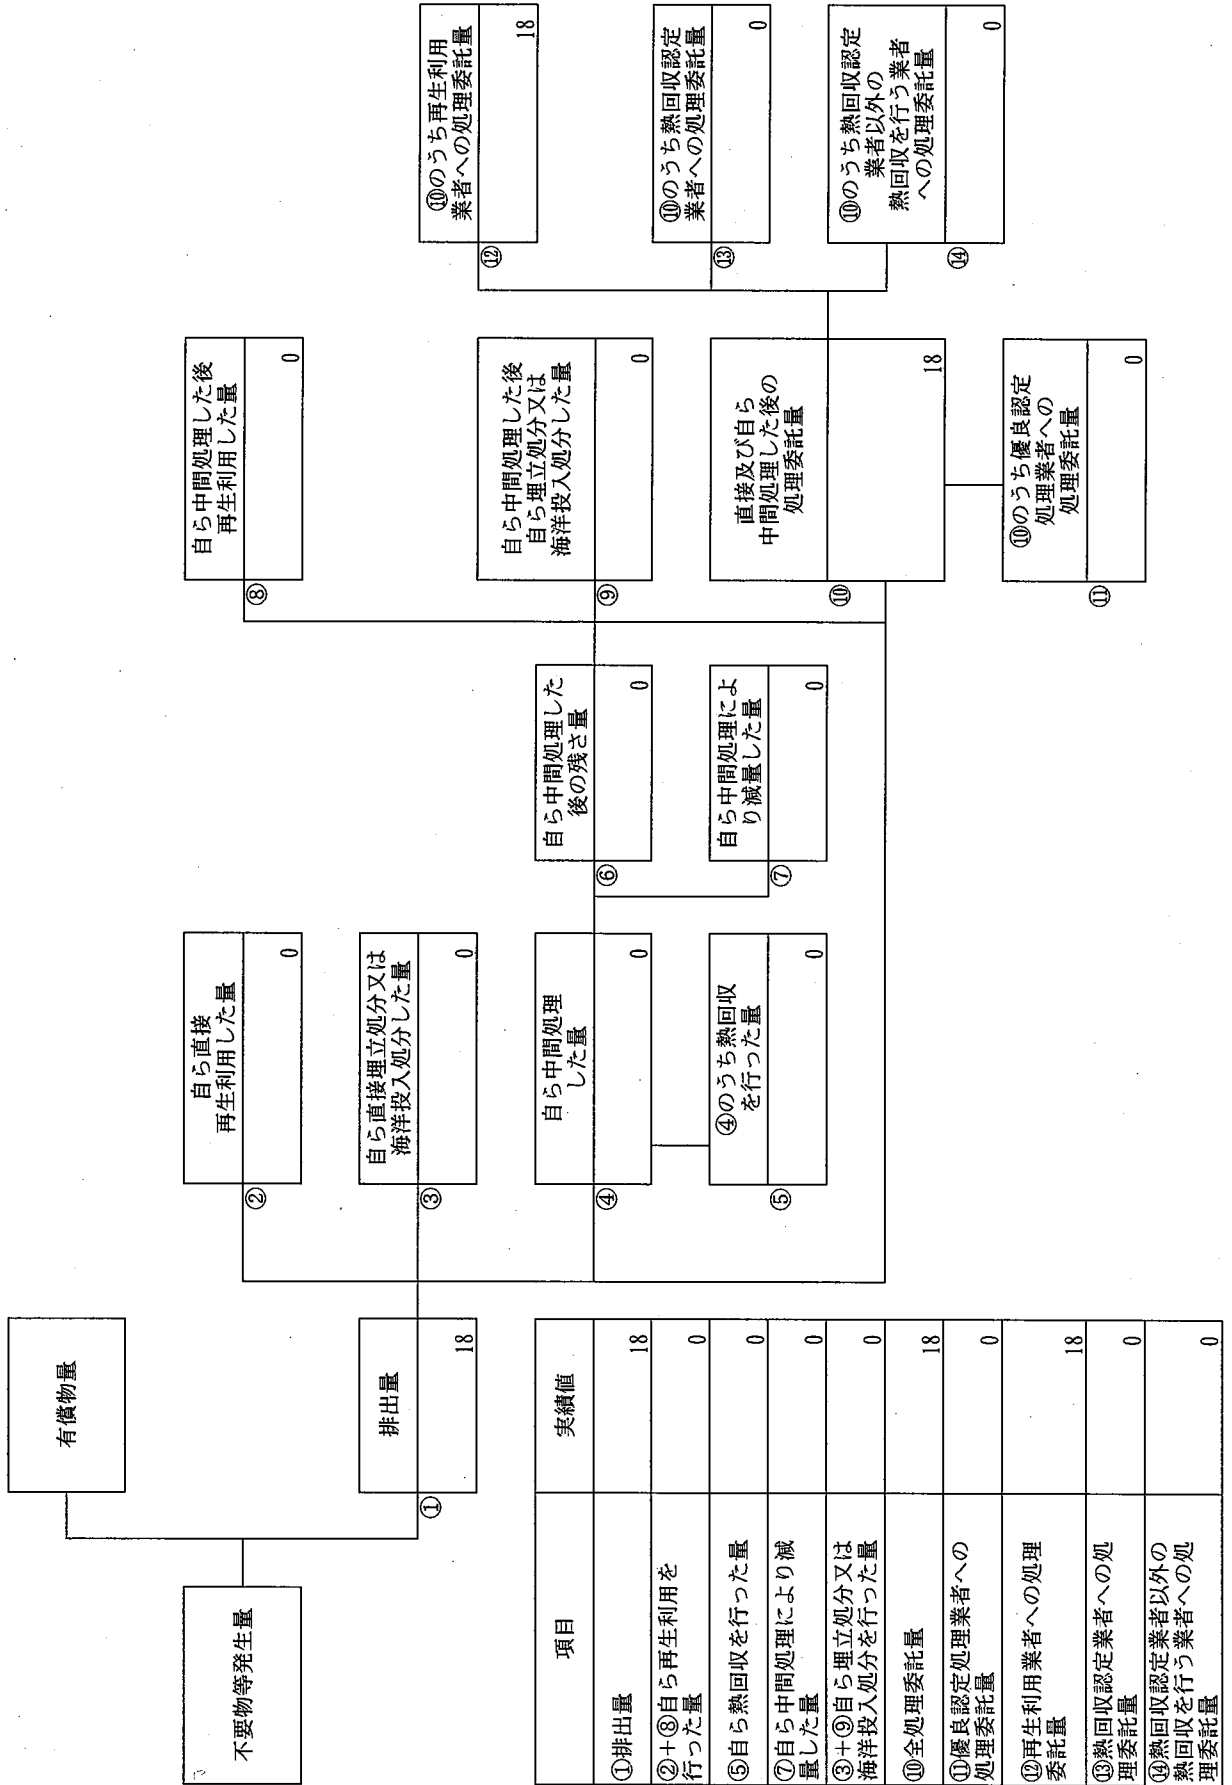 不要物等発生量
有償物量
①
排出量
18
②
自ら直接
再生利用した量
0
③
自ら直接埋立処分又は
海洋投入処分した量
0
④
自ら中間処理
した量
0
⑤
④のうち熱回収
を行った量
0
⑥
自ら中間処理した
後の残さ量
0
⑦
自ら中間処理によ
り減量した量
0
⑧
自ら中間処理した後
再生利用した量
0
⑨
自ら中間処理した後
自ら埋立処分又は
海洋投入処分した量
0
⑩
直接及び自ら
中間処理した後の
処理委託量
18
⑪
⑩のうち優良認定
処理業者への
処理委託量
0
⑫
⑩のうち再生利用
業者への処理委託量
18
⑬
⑩のうち熱回収認定
業者への処理委託量
0
⑭
⑩のうち熱回収認定
業者以外の
熱回収を行う業者
への処理委託量
0
項目 実績値
①排出量 18
②+⑧自ら再生利用を
行った量 0
⑤自ら熱回収を行った量 0
⑦自ら中間処理により減
量した量 0
③+⑨自ら埋立処分又は
海洋投入処分を行った量 0
⑩全処理委託量 18
⑪優良認定処理業者への
処理委託量 0
⑫再生利用業者への処理
委託量 18
⑬熱回収認定業者への処
理委託量 0
⑭熱回収認定業者以外の
熱回収を行う業者への処
理委託量 0